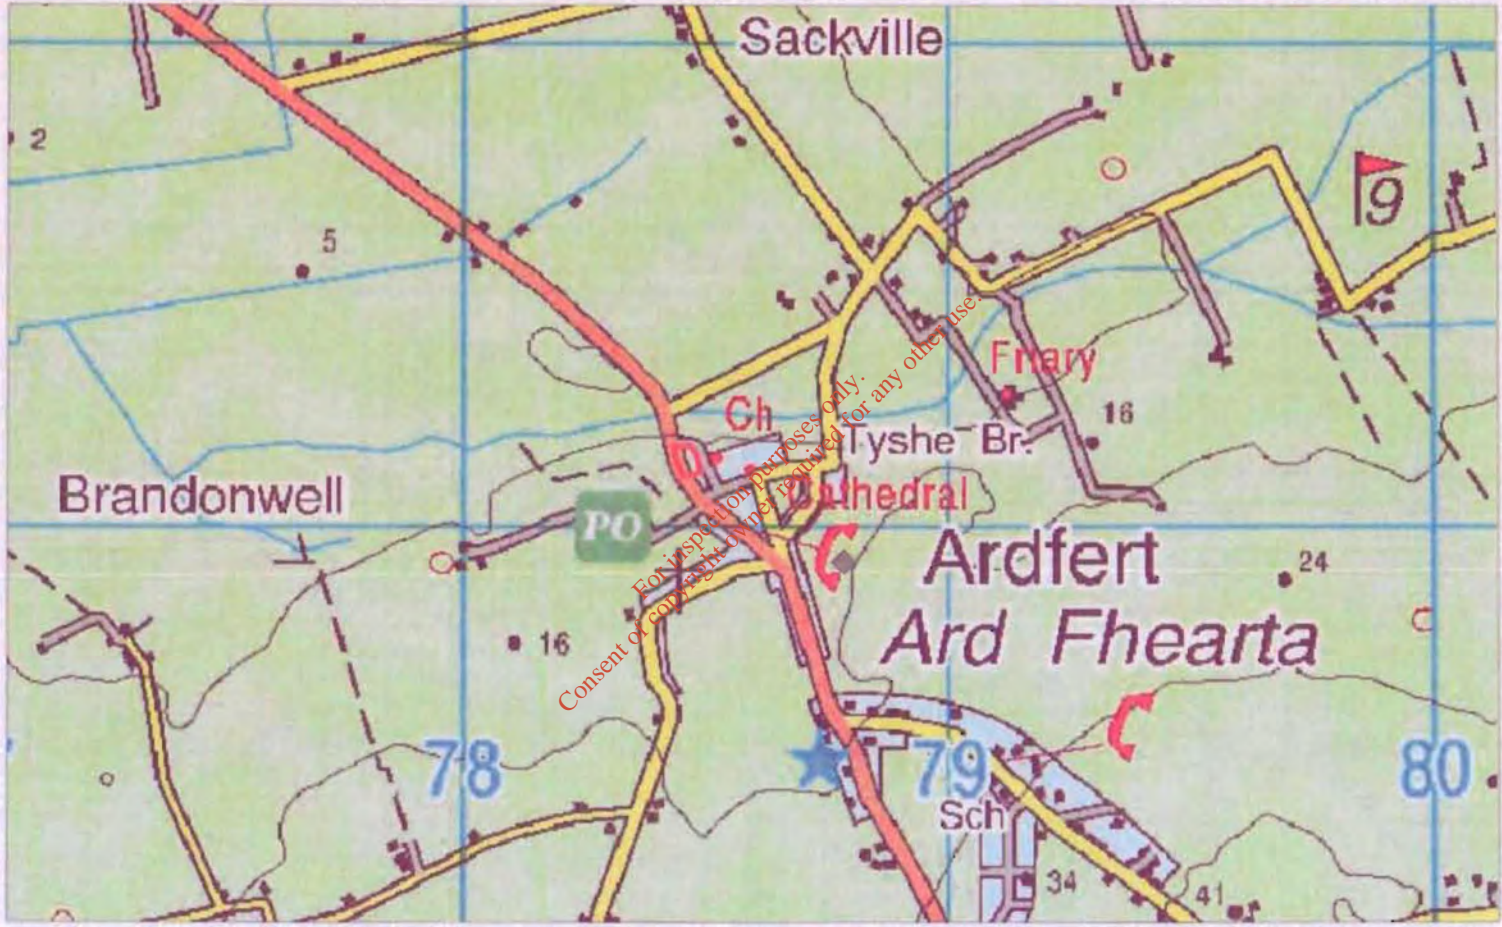 Sackville
2
9
5
Friary
16
Ch
Tyshe Br.
Brandonwell
Cathedral
PO
Ardfert
24
Ard Fhearta
16
78
79
80
Sch
34
41
For inspection purposes only.
Consent of copyright owner required for any other use.